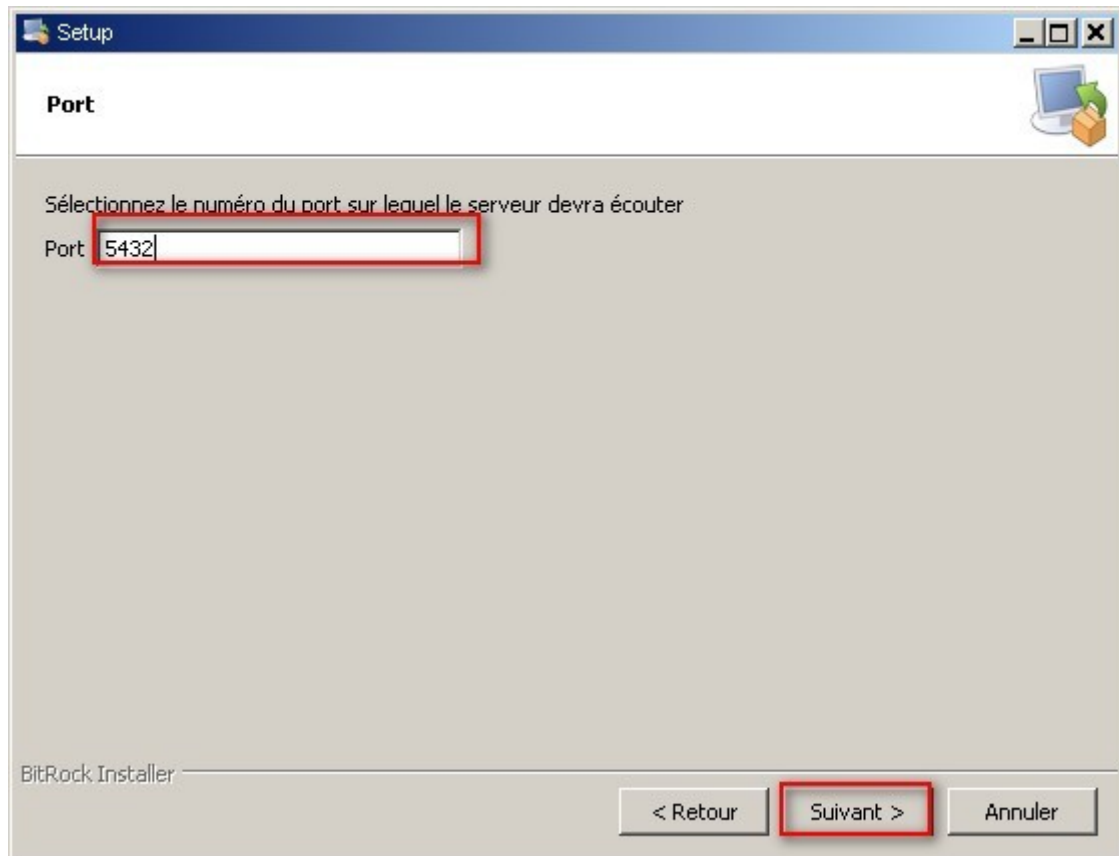 Setup
Port
Sélectionnez le numéro du port sur lequel le serveur devra écouter
Port 5432
BitRock Installer
< Retour Suivant > Annuler